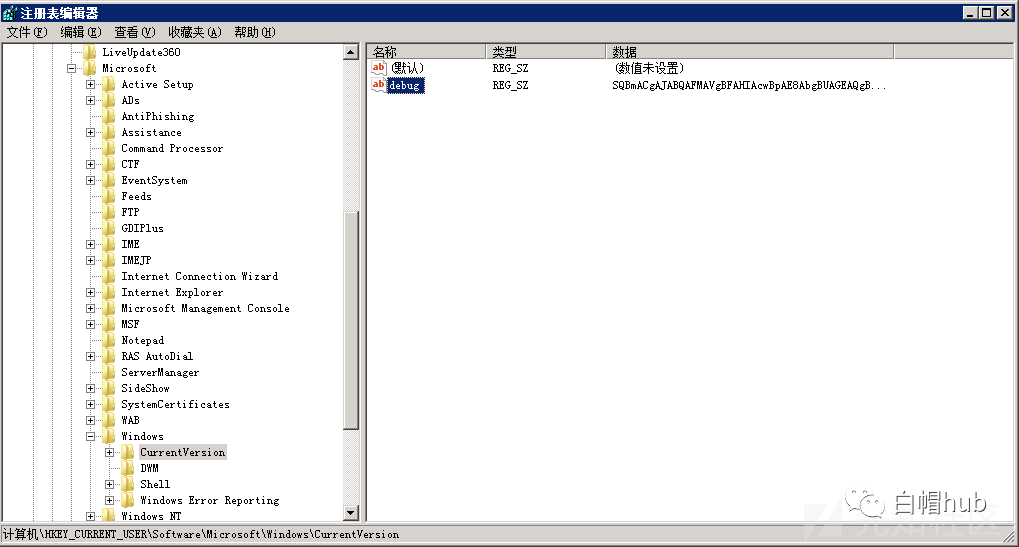 注册表编辑器
文件(F) 编辑(E) 查看(V) 收藏夹(A) 帮助(H)
LiveUpdate360
Microsoft
Active Setup
ADs
AntiPhishing
Assistance
Command Processor
CTF
EventSystem
Feeds
FTP
GDIPlus
IME
IMEJP
Internet Connection Wizard
Internet Explorer
Microsoft Management Console
MSF
Notepad
RAS AutoDial
ServerManager
SideShow
SystemCertificates
WAB
Windows
CurrentVersion
DWM
Shell
Windows Error Reporting
Windows NT
名称 类型 数据
ab (默认) REG_SZ (数值未设置)
ab debug REG_SZ SQBmACgAJABQAFMAVgBFAHIAcwBpAE8AbgBUAGEAQgB...
白帽hub
计算机\HKEY_CURRENT_USER\Software\Microsoft\Windows\CurrentVersion